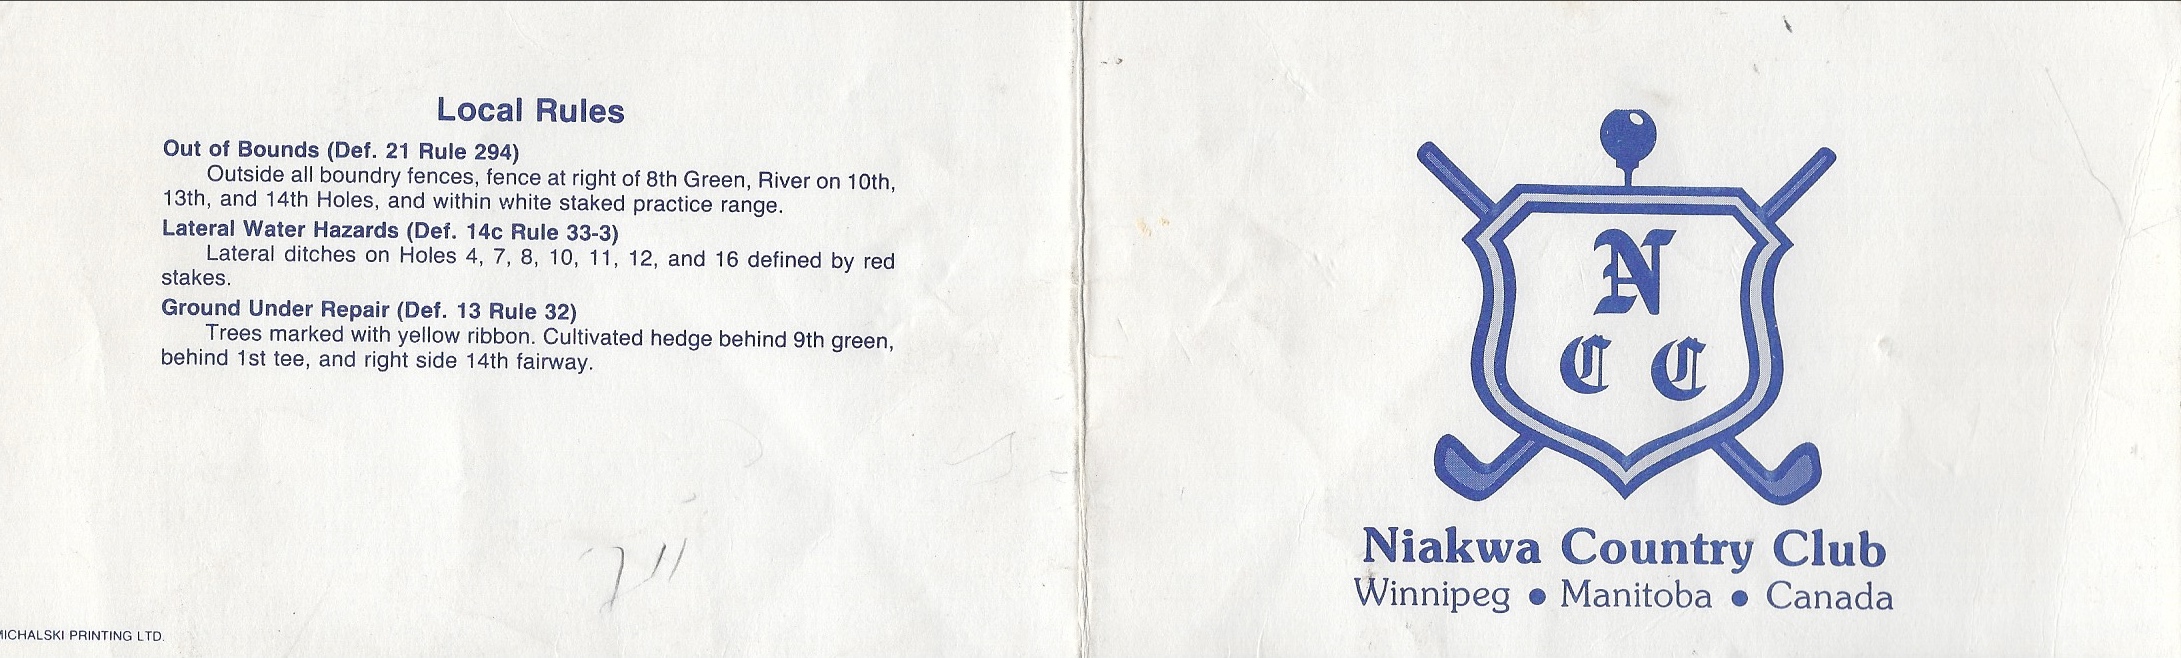 Local Rules
Out of Bounds (Def. 21 Rule 294)
Outside all boundry fences, fence at right of 8th Green, River on 10th,
13th, and 14th Holes, and within white staked practice range.
Lateral Water Hazards (Def. 14c Rule 33-3)
Lateral ditches on Holes 4, 7, 8, 10, 11, 12, and 16 defined by red
stakes.
Ground Under Repair (Def. 13 Rule 32)
Trees marked with yellow ribbon. Cultivated hedge behind 9th green,
behind 1st tee, and right side 14th fairway.
MICHALSKI PRINTING LTD.
N
C C
Niakwa Country Club
Winnipeg ● Manitoba ● Canada